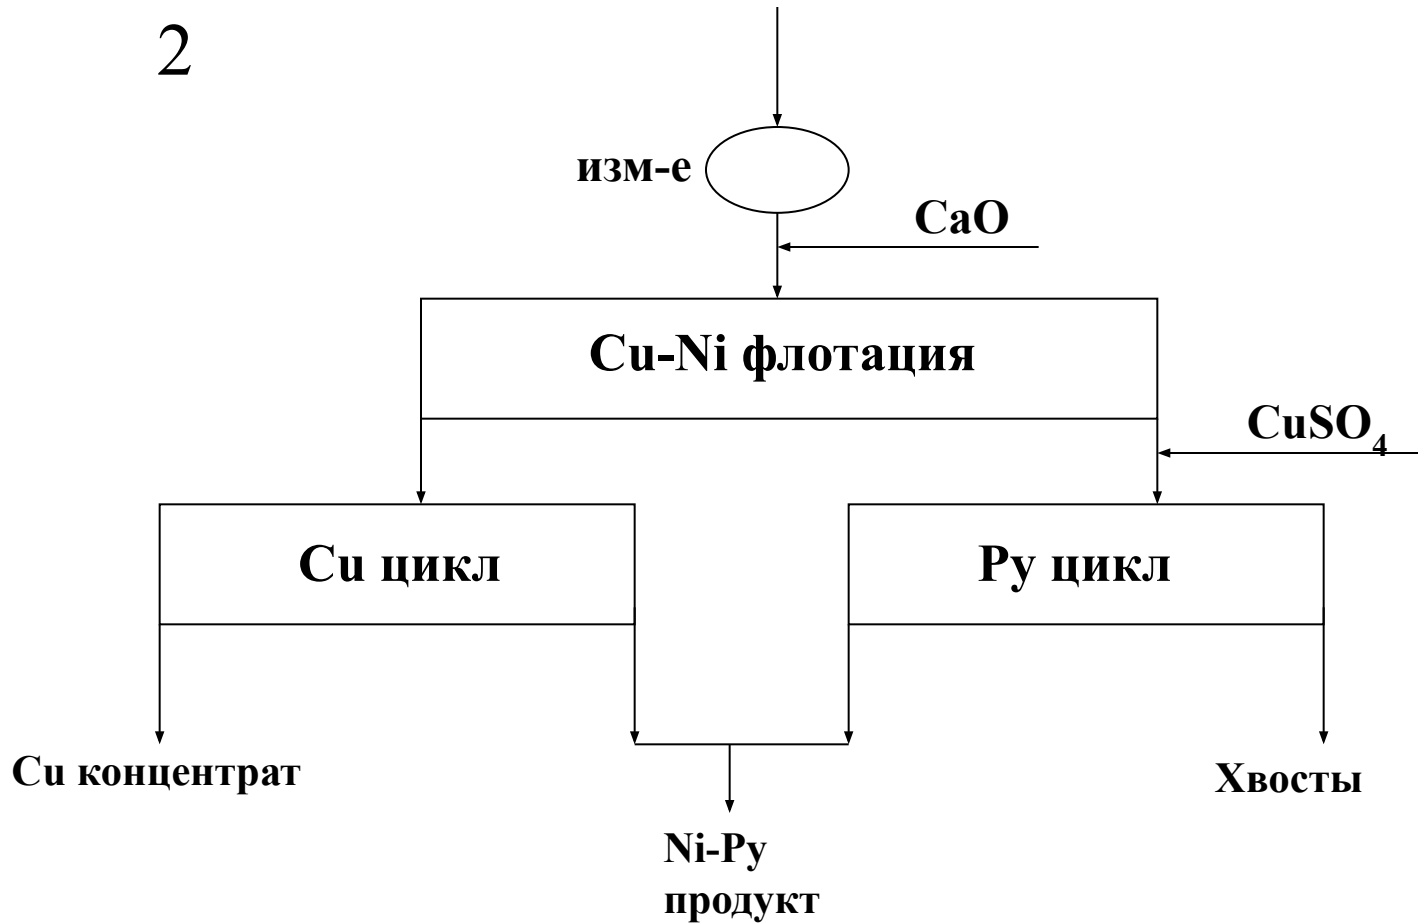 2
изм-е
CaO
Cu-Ni флотация
CuSO₄
Cu цикл
Py цикл
Cu концентрат
Хвосты
Ni-Py
продукт